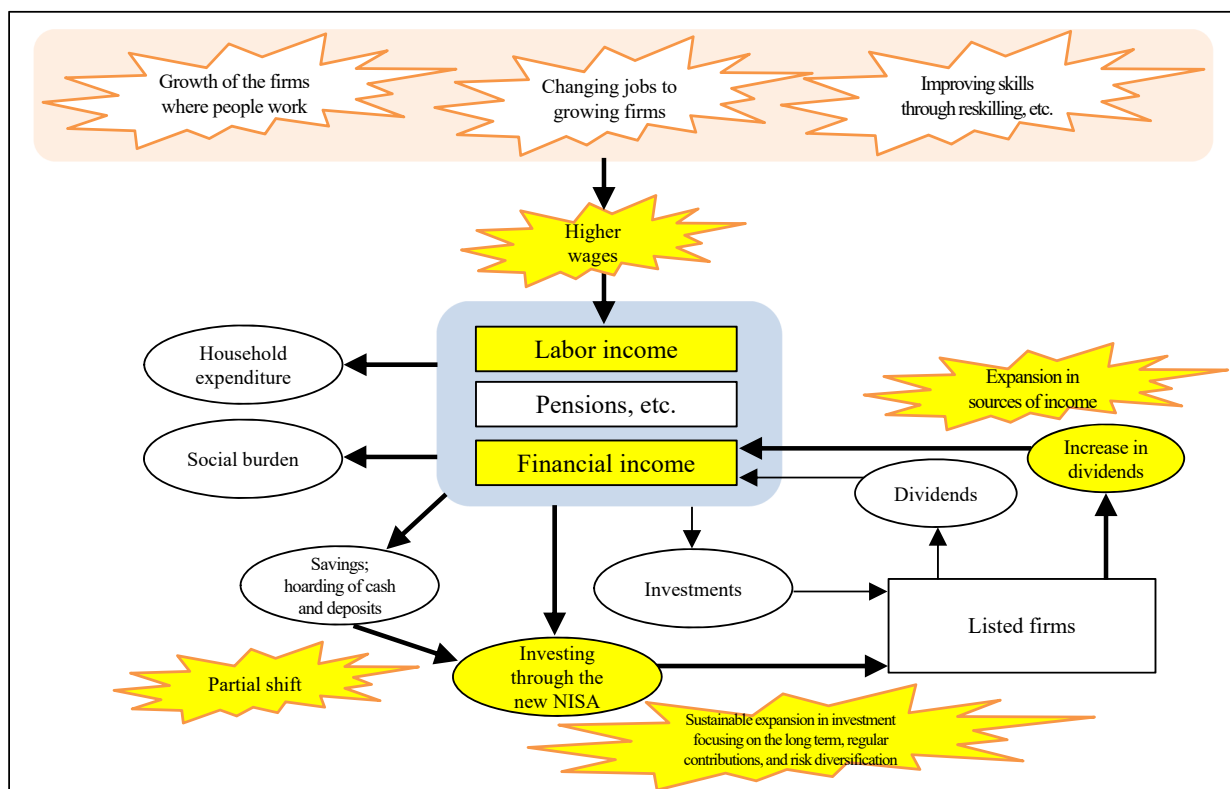 Growth of the firms
where people work
Changing jobs to
growing firms
Improving skills
through reskilling, etc.
Higher
wages
Labor income
Pensions, etc.
Financial income
Household
expenditure
Social burden
Expansion in
sources of income
Increase in
dividends
Dividends
Savings;
hoarding of cash
and deposits
Investments
Listed firms
Partial shift
Investing
through the
new NISA
Sustainable expansion in investment
focusing on the long term, regular
contributions, and risk diversification